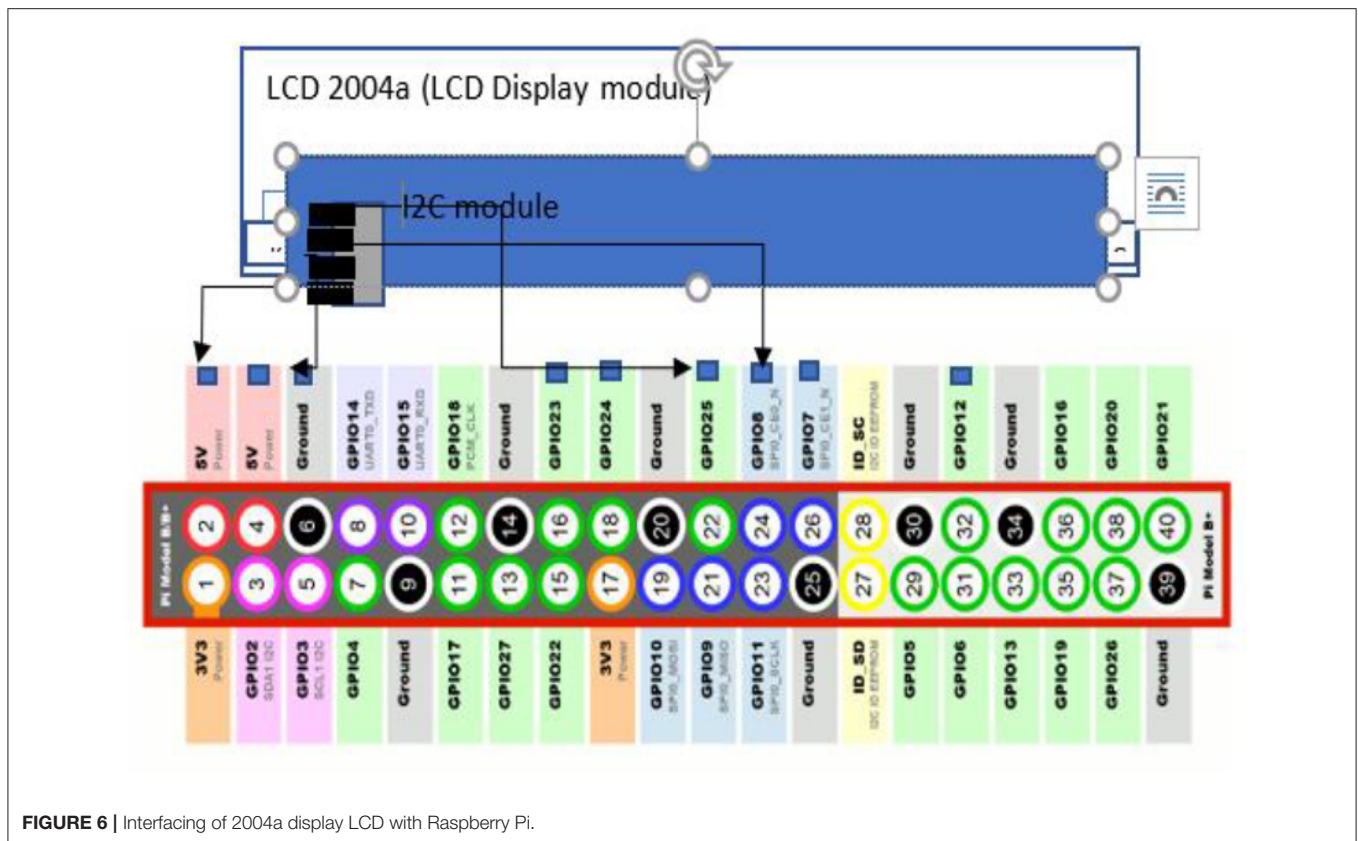 LCD 2004a (LCD Display module)
I2C module
5V
Power
5V
Power
Ground
GPIO14
UART0_TXD
GPIO15
UART0_RXD
GPIO18
PCM_CLK
Ground
GPIO23
GPIO24
Ground
GPIO25
GPIO8
SPI0_CE0_N
GPIO7
SPI0_CE1_N
ID_SC
I2C ID EEPROM
Ground
GPIO12
Ground
GPIO16
GPIO20
GPIO21
Pi Model B/B+
2 4 6 8 10 12 14 16 18 20 22 24 26 28 30 32 34 36 38 40
1 3 5 7 9 11 13 15 17 19 21 23 25 27 29 31 33 35 37 39
Pi Model B+
3V3
Power
GPIO2
SDA1 I2C
GPIO3
SCL1 I2C
GPIO4
Ground
GPIO17
GPIO27
GPIO22
3V3
Power
GPIO10
SPI0_MOSI
GPIO9
SPI0_MISO
GPIO11
SPI0_SCLK
Ground
ID_SD
I2C ID EEPROM
GPIO5
GPIO6
GPIO13
GPIO19
GPIO26
Ground
FIGURE 6 | Interfacing of 2004a display LCD with Raspberry Pi.